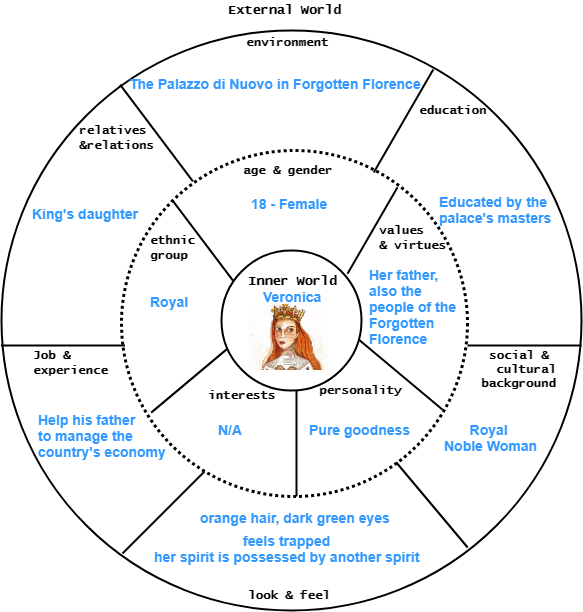 External World
environment
The Palazzo di Nuovo in Forgotten Florence
education
Educated by the
palace's masters
relatives
&relations
King's daughter
age & gender
18 - Female
values
& virtues
Her father,
also the
people of the
Forgotten
Florence
ethnic
group
Royal
Inner World
Veronica
Job &
experience
Help his father
to manage the
country's economy
interests
N/A
personality
Pure goodness
social &
cultural
background
Royal
Noble Woman
orange hair, dark green eyes
feels trapped
her spirit is possessed by another spirit
look & feel